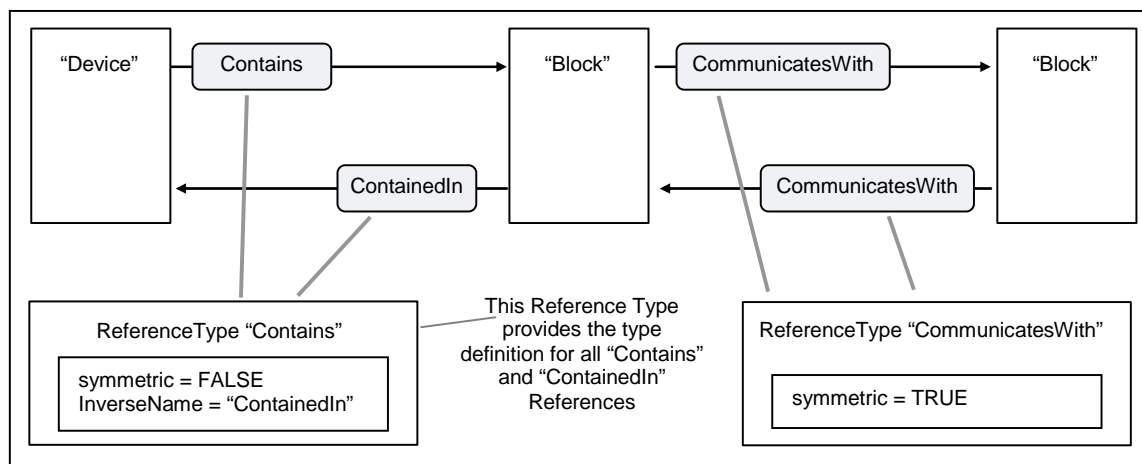 “Device”
Contains
“Block”
CommunicatesWith
“Block”
ContainedIn
CommunicatesWith
ReferenceType “Contains”
symmetric = FALSE
InverseName = “ContainedIn”
This Reference Type
provides the type
definition for all “Contains”
and “ContainedIn”
References
ReferenceType “CommunicatesWith”
symmetric = TRUE